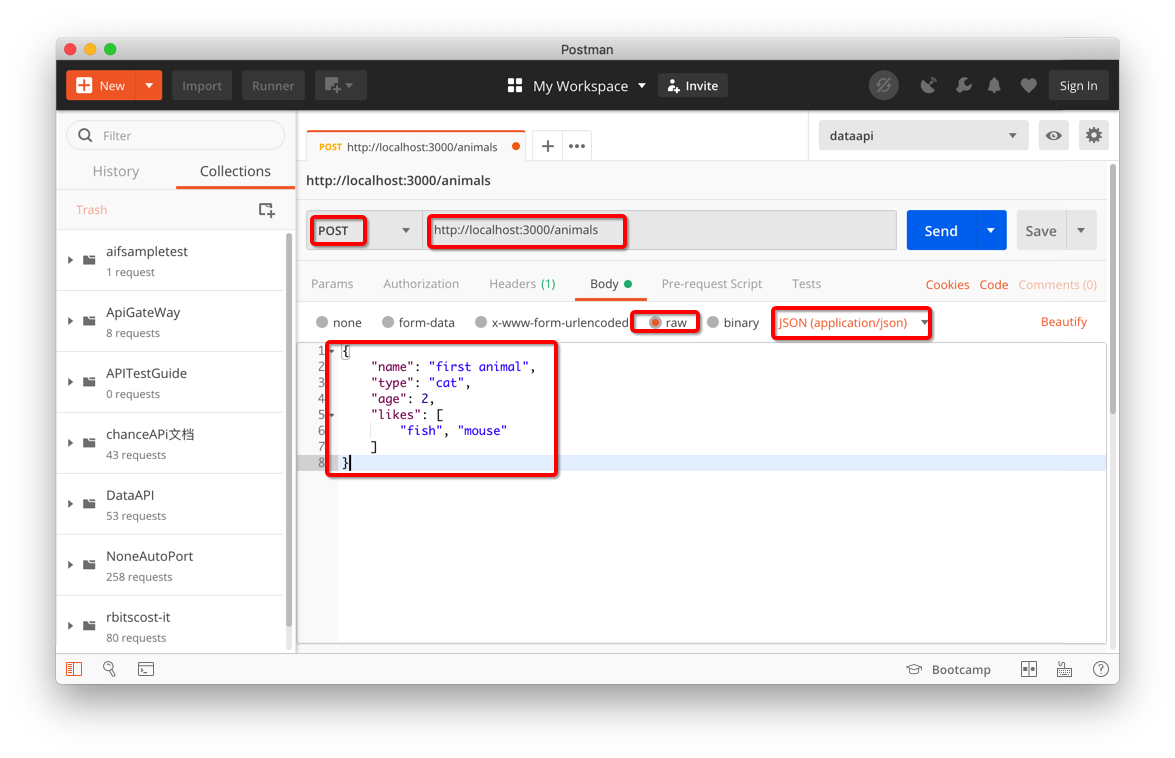 Postman
New
Import
Runner
My Workspace
Invite
Sign In
Filter
History
Collections
Trash
aifsampletest
1 request
ApiGateWay
8 requests
APITestGuide
0 requests
chanceAPi文档
43 requests
DataAPI
53 requests
NoneAutoPort
258 requests
rbitscost-it
80 requests
POST http://localhost:3000/animals
dataapi
http://localhost:3000/animals
POST
http://localhost:3000/animals
Send
Save
Params
Authorization
Headers (1)
Body
Pre-request Script
Tests
Cookies
Code
Comments (0)
none
form-data
x-www-form-urlencoded
raw
binary
JSON (application/json)
Beautify
1 {
2 "name": "first animal",
3 "type": "cat",
4 "age": 2,
5 "likes": [
6 "fish", "mouse"
7 ]
8 }
Bootcamp